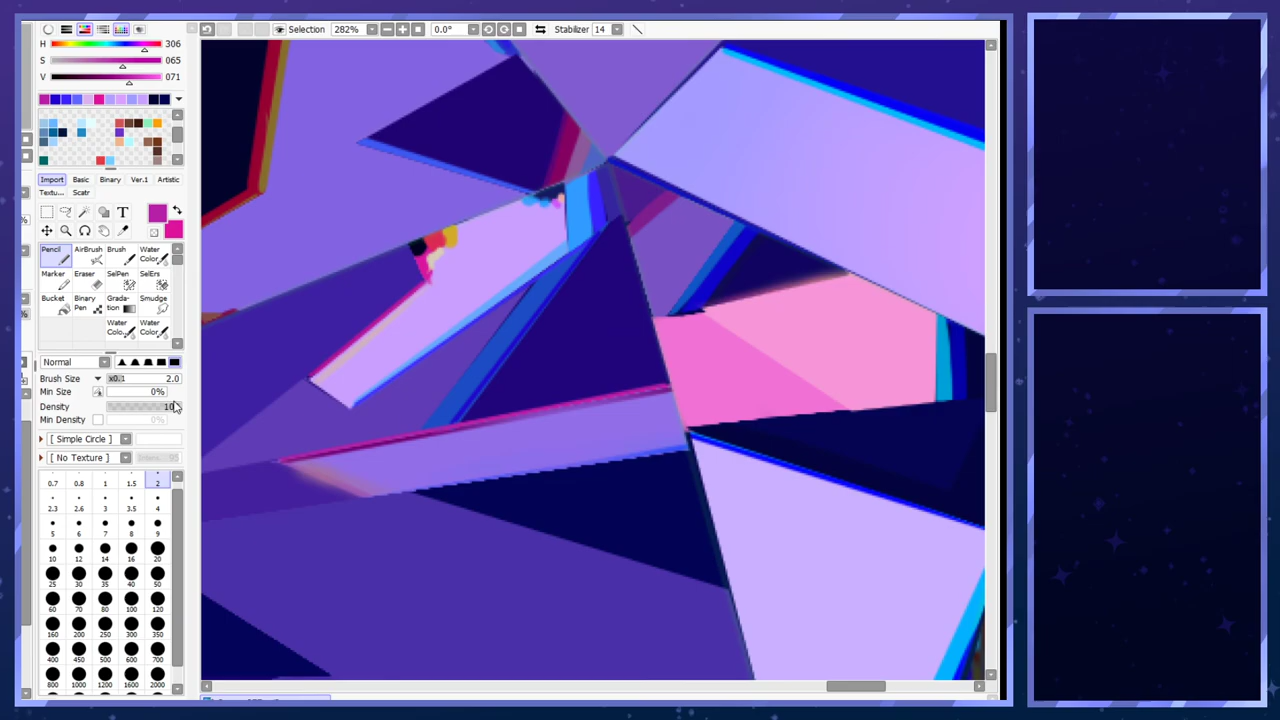 Selection 282% 0.0° Stabilizer 14
H 306
S 065
V 071
Import Basic Binary Ver.1 Artistic
Textu... Scatr
Pencil AirBrush Brush Water Color
Marker Eraser SelPen SelErs
Bucket Binary Pen Grada-tion Smudge
Water Colo... Water Color
Normal
Brush Size x0.1 2.0
Min Size 0%
Density
Min Density 0%
[ Simple Circle ]
[ No Texture ]
0.7 0.8 1 1.5 2
2.3 2.6 3 3.5 4
5 6 7 8 9
10 12 14 16 20
25 30 35 40 50
60 70 80 100 120
160 200 250 300 350
400 450 500 600 700
800 1000 1200 1600 2000